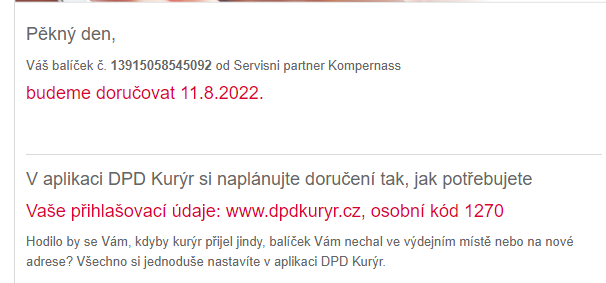 Pěkný den,
Váš balíček č. 13915058545092 od Servisni partner Kompernass
budeme doručovat 11.8.2022.
V aplikaci DPD Kurýr si naplánujte doručení tak, jak potřebujete
Vaše přihlašovací údaje: www.dpdkuryr.cz, osobní kód 1270
Hodilo by se Vám, kdyby kurýr přijel jindy, balíček Vám nechal ve výdejním místě nebo na nové
adrese? Všechno si jednoduše nastavíte v aplikaci DPD Kurýr.